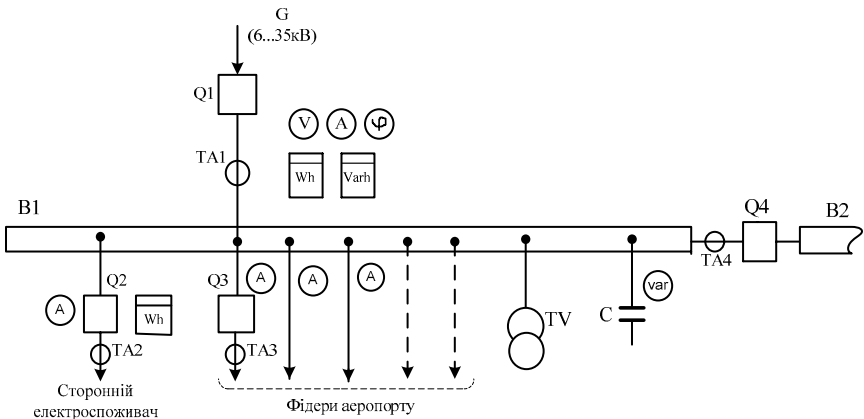 G
(6...35кВ)
Q1
V A φ
TA1
Wh Varh
B1
Q4
B2
TA4
Q2
Q3
A
A
A
var
A
Wh
TV
C
TA2
TA3
Сторонній
електроспоживач
Фідери аеропорту